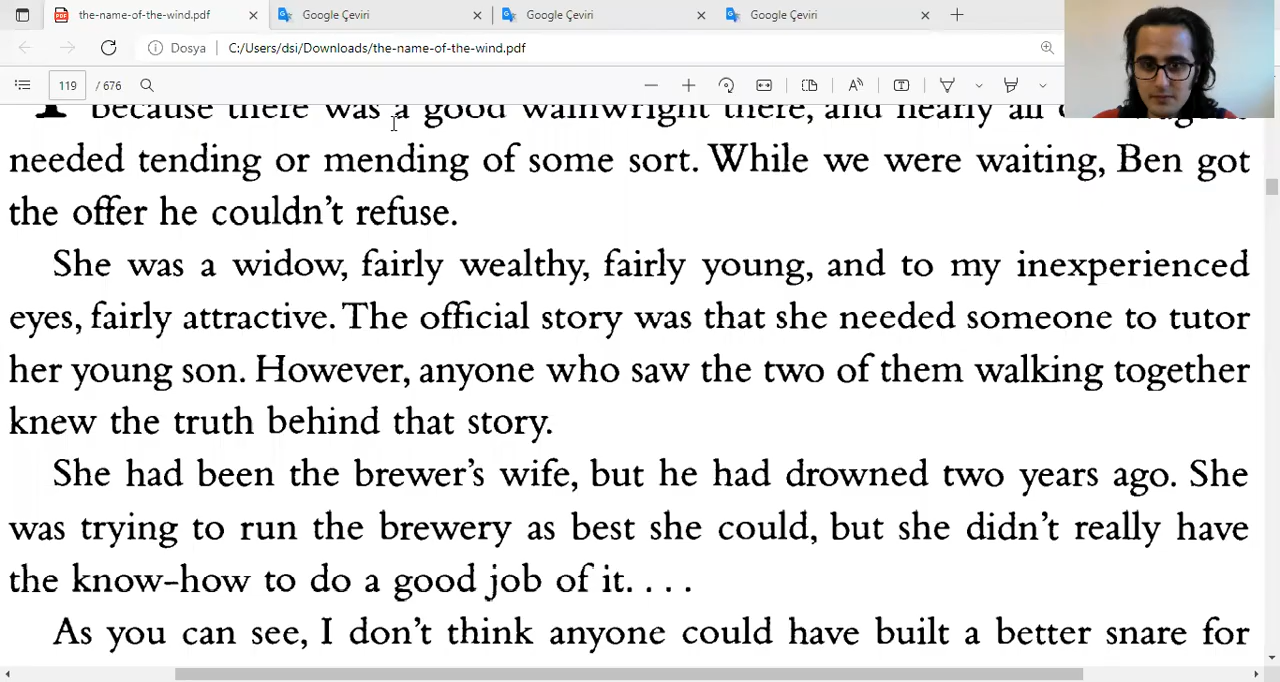 the-name-of-the-wind.pdf
Google Çeviri
Google Çeviri
Google Çeviri
Dosya
C:/Users/dsi/Downloads/the-name-of-the-wind.pdf
119 / 676
because there was a good wainwright there, and nearly all
needed tending or mending of some sort. While we were waiting, Ben got
the offer he couldn't refuse.
She was a widow, fairly wealthy, fairly young, and to my inexperienced
eyes, fairly attractive. The official story was that she needed someone to tutor
her young son. However, anyone who saw the two of them walking together
knew the truth behind that story.
She had been the brewer's wife, but he had drowned two years ago. She
was trying to run the brewery as best she could, but she didn't really have
the know-how to do a good job of it. . . .
As you can see, I don't think anyone could have built a better snare for